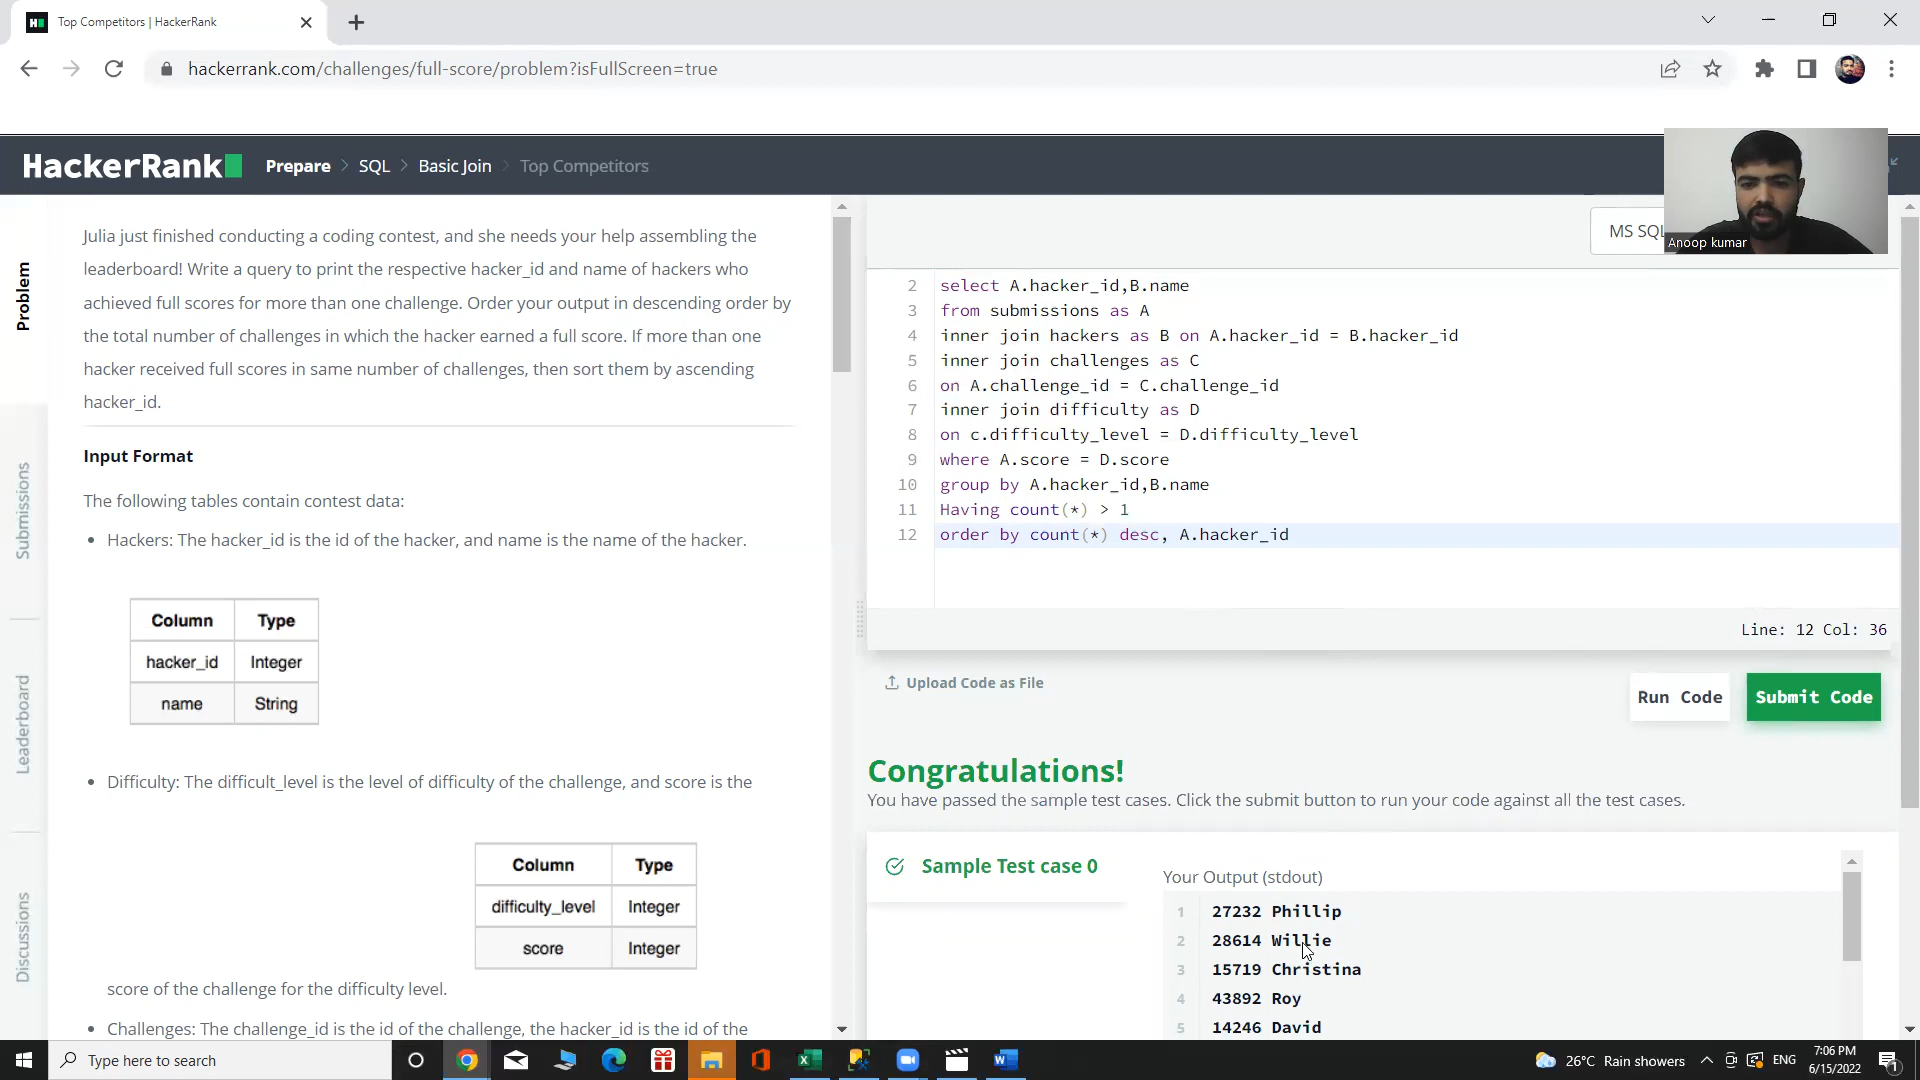 Top Competitors | HackerRank
hackerrank.com/challenges/full-score/problem?isFullScreen=true
HackerRank
Prepare > SQL > Basic Join > Top Competitors
Anoop kumar
Problem
Submissions
Leaderboard
Discussions
Julia just finished conducting a coding contest, and she needs your help assembling the
leaderboard! Write a query to print the respective hacker_id and name of hackers who
achieved full scores for more than one challenge. Order your output in descending order by
the total number of challenges in which the hacker earned a full score. If more than one
hacker received full scores in same number of challenges, then sort them by ascending
hacker_id.
Input Format
The following tables contain contest data:
• Hackers: The hacker_id is the id of the hacker, and name is the name of the hacker.
Column Type
hacker_id Integer
name String
• Difficulty: The difficult_level is the level of difficulty of the challenge, and score is the
Column Type
difficulty_level Integer
score Integer
score of the challenge for the difficulty level.
• Challenges: The challenge_id is the id of the challenge, the hacker_id is the id of the
MS SQL
2 select A.hacker_id,B.name
3 from submissions as A
4 inner join hackers as B on A.hacker_id = B.hacker_id
5 inner join challenges as C
6 on A.challenge_id = C.challenge_id
7 inner join difficulty as D
8 on c.difficulty_level = D.difficulty_level
9 where A.score = D.score
10 group by A.hacker_id,B.name
11 Having count(*) > 1
12 order by count(*) desc, A.hacker_id
Line: 12 Col: 36
Upload Code as File
Run Code
Submit Code
Congratulations!
You have passed the sample test cases. Click the submit button to run your code against all the test cases.
Sample Test case 0
Your Output (stdout)
1 27232 Phillip
2 28614 Willie
3 15719 Christina
4 43892 Roy
5 14246 David
Type here to search
26°C Rain showers
ENG
7:06 PM
6/15/2022
1